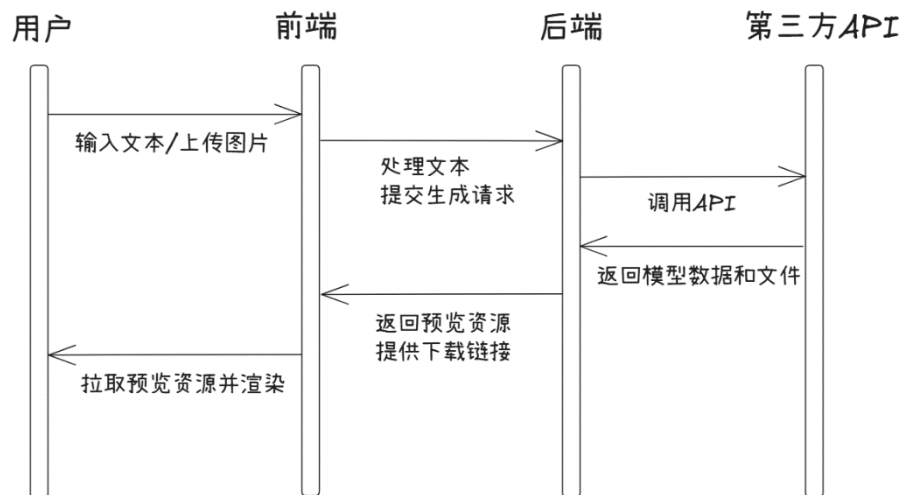 用户
前端
后端
第三方API
输入文本/上传图片
处理文本
提交生成请求
调用API
返回模型数据和文件
返回预览资源
提供下载链接
拉取预览资源并渲染